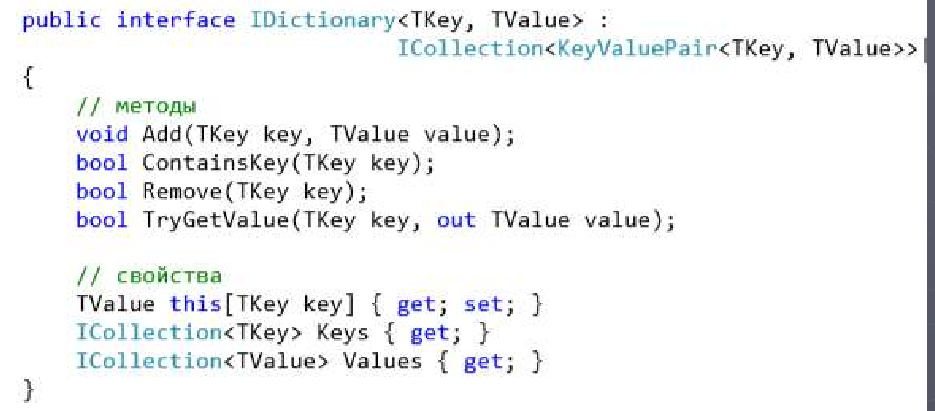 public interface IDictionary<TKey, TValue> :
ICollection<KeyValuePair<TKey, TValue>>
{
// методы
void Add(TKey key, TValue value);
bool ContainsKey(TKey key);
bool Remove(TKey key);
bool TryGetValue(TKey key, out TValue value);
// свойства
TValue this[TKey key] { get; set; }
ICollection<TKey> Keys { get; }
ICollection<TValue> Values { get; }
}